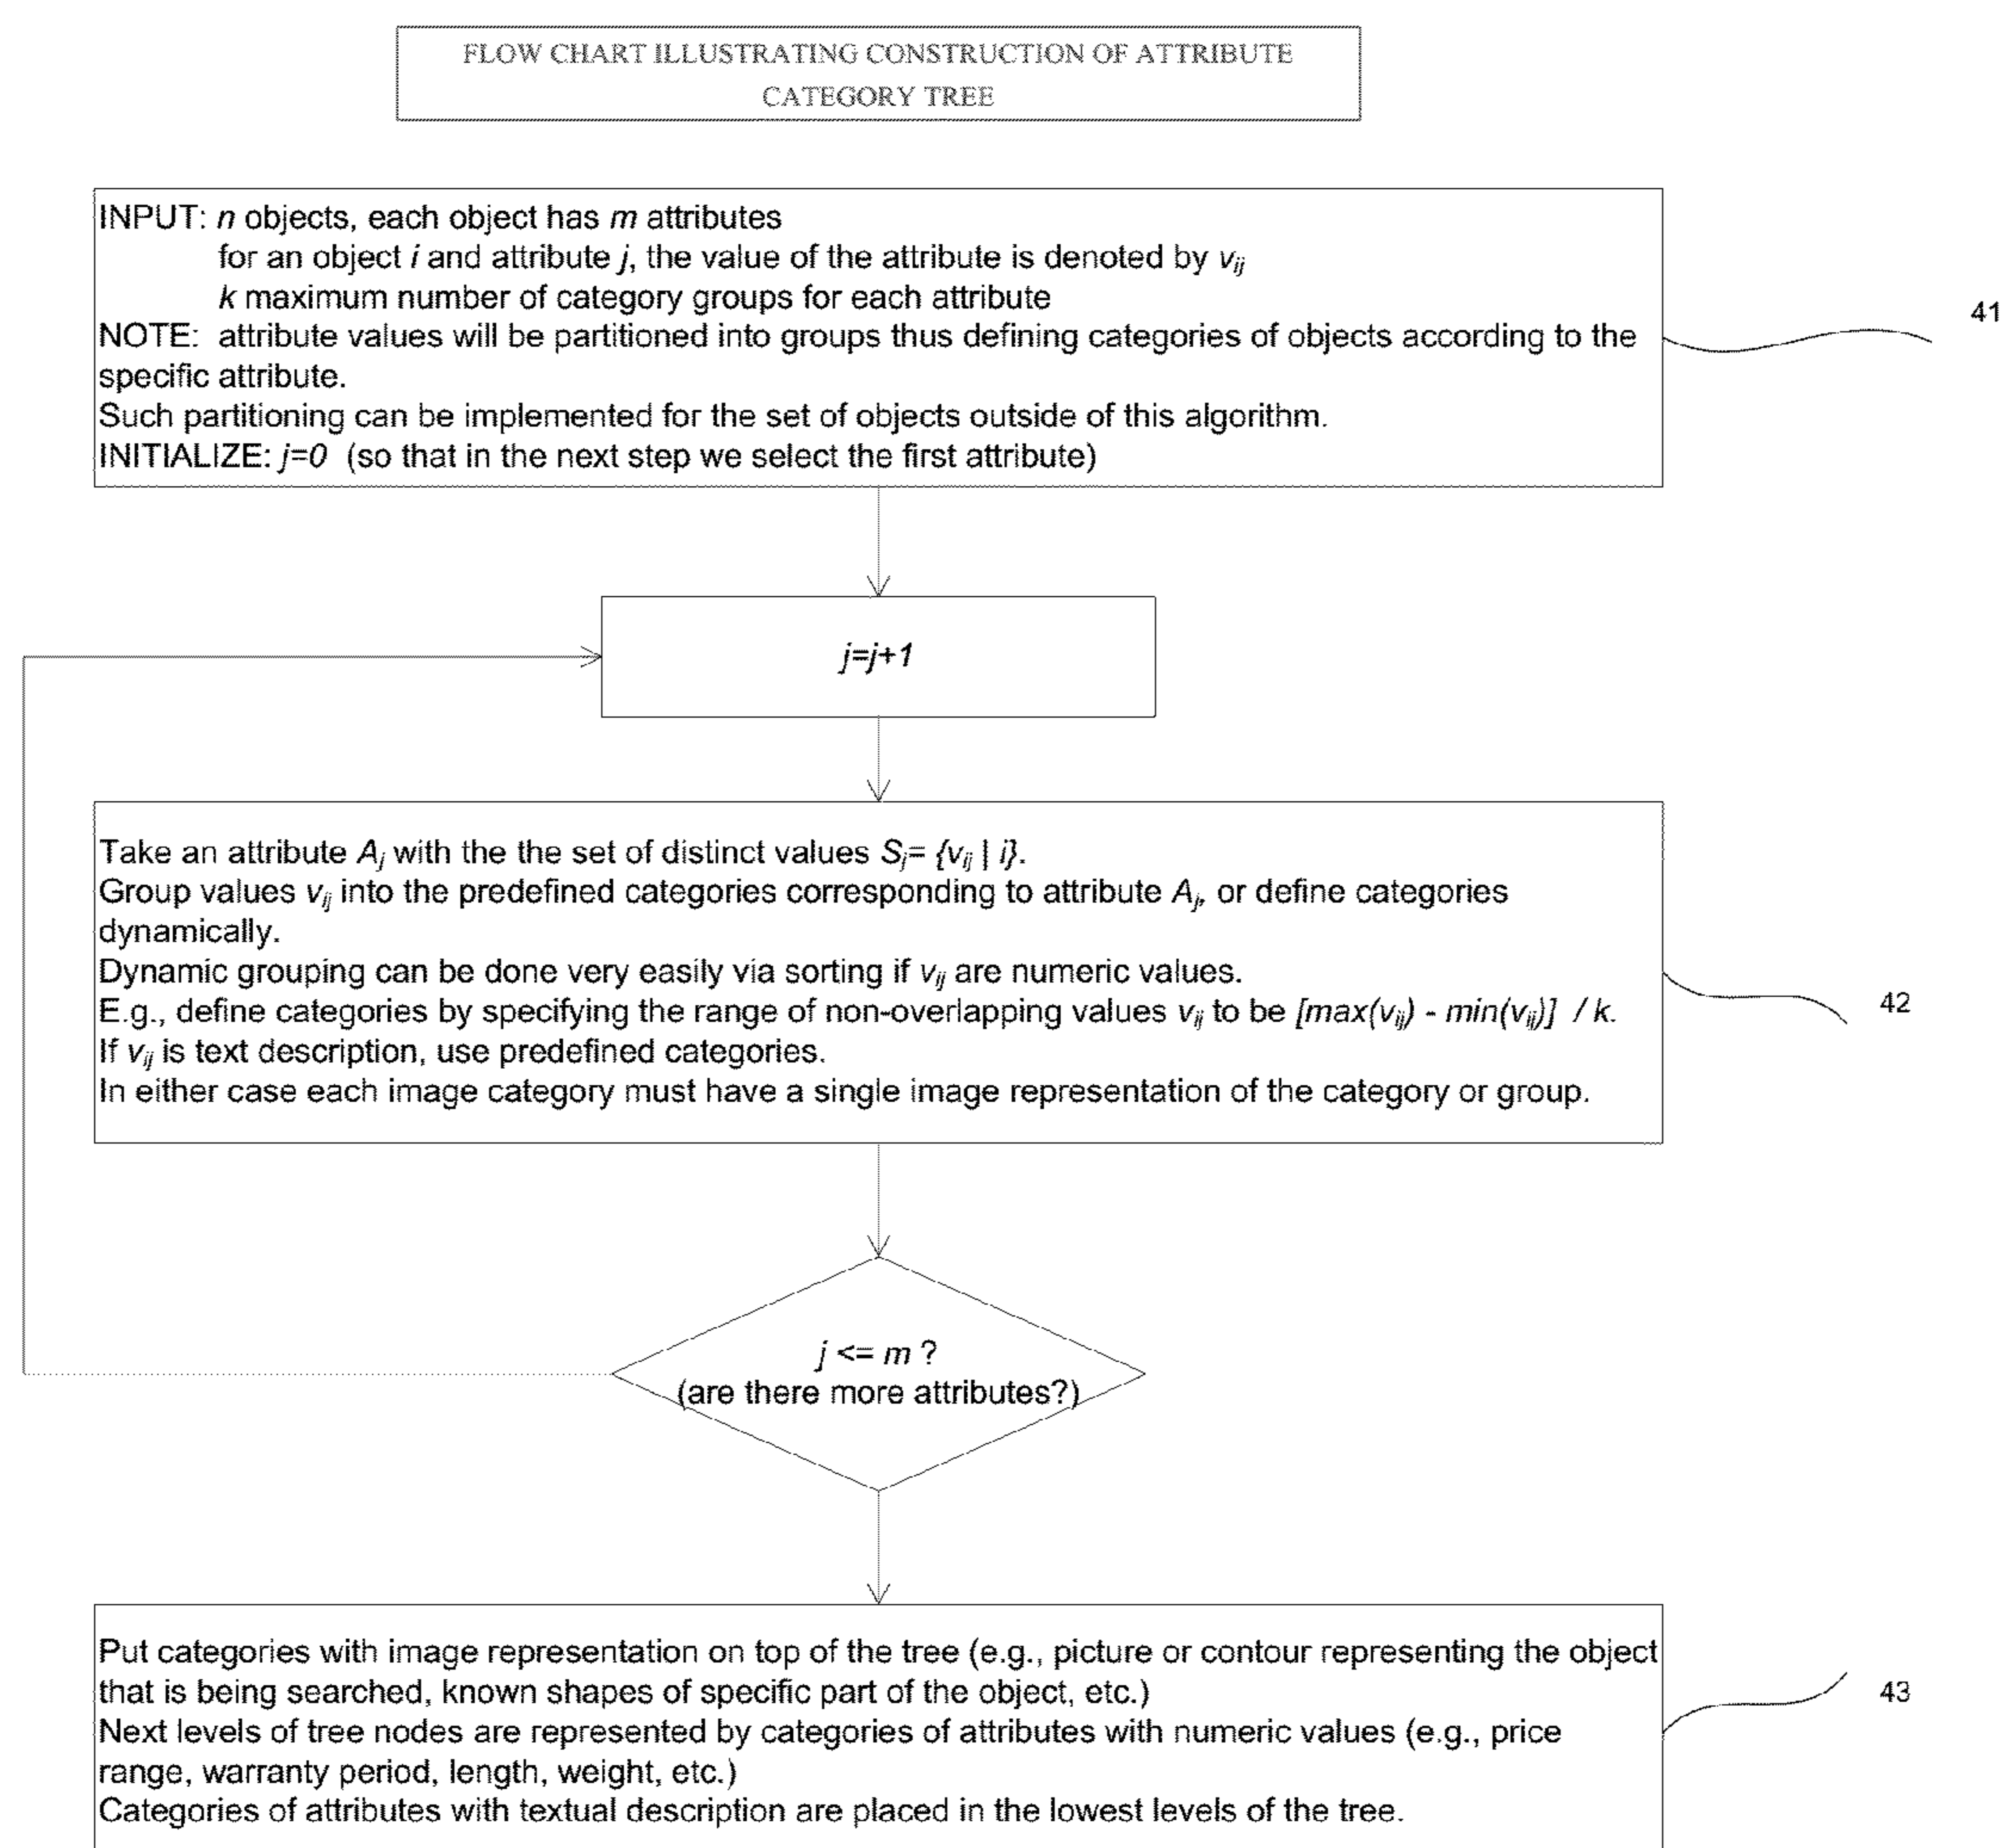 FLOW CHART ILLUSTRATING CONSTRUCTION OF ATTRIBUTE
CATEGORY TREE
INPUT: n objects, each object has m attributes
for an object i and attribute j, the value of the attribute is denoted by vij
k maximum number of category groups for each attribute
NOTE: attribute values will be partitioned into groups thus defining categories of objects according to the
specific attribute.
Such partitioning can be implemented for the set of objects outside of this algorithm.
INITIALIZE: j=0 (so that in the next step we select the first attribute)
41
j=j+1
Take an attribute Aj with the the set of distinct values Sj= {vij | i}.
Group values vij into the predefined categories corresponding to attribute Aj, or define categories
dynamically.
Dynamic grouping can be done very easily via sorting if vij are numeric values.
E.g., define categories by specifying the range of non-overlapping values vij to be [max(vij) - min(vij)] / k.
If vij is text description, use predefined categories.
In either case each image category must have a single image representation of the category or group.
42
j <= m ?
(are there more attributes?)
Put categories with image representation on top of the tree (e.g., picture or contour representing the object
that is being searched, known shapes of specific part of the object, etc.)
Next levels of tree nodes are represented by categories of attributes with numeric values (e.g., price
range, warranty period, length, weight, etc.)
Categories of attributes with textual description are placed in the lowest levels of the tree.
43